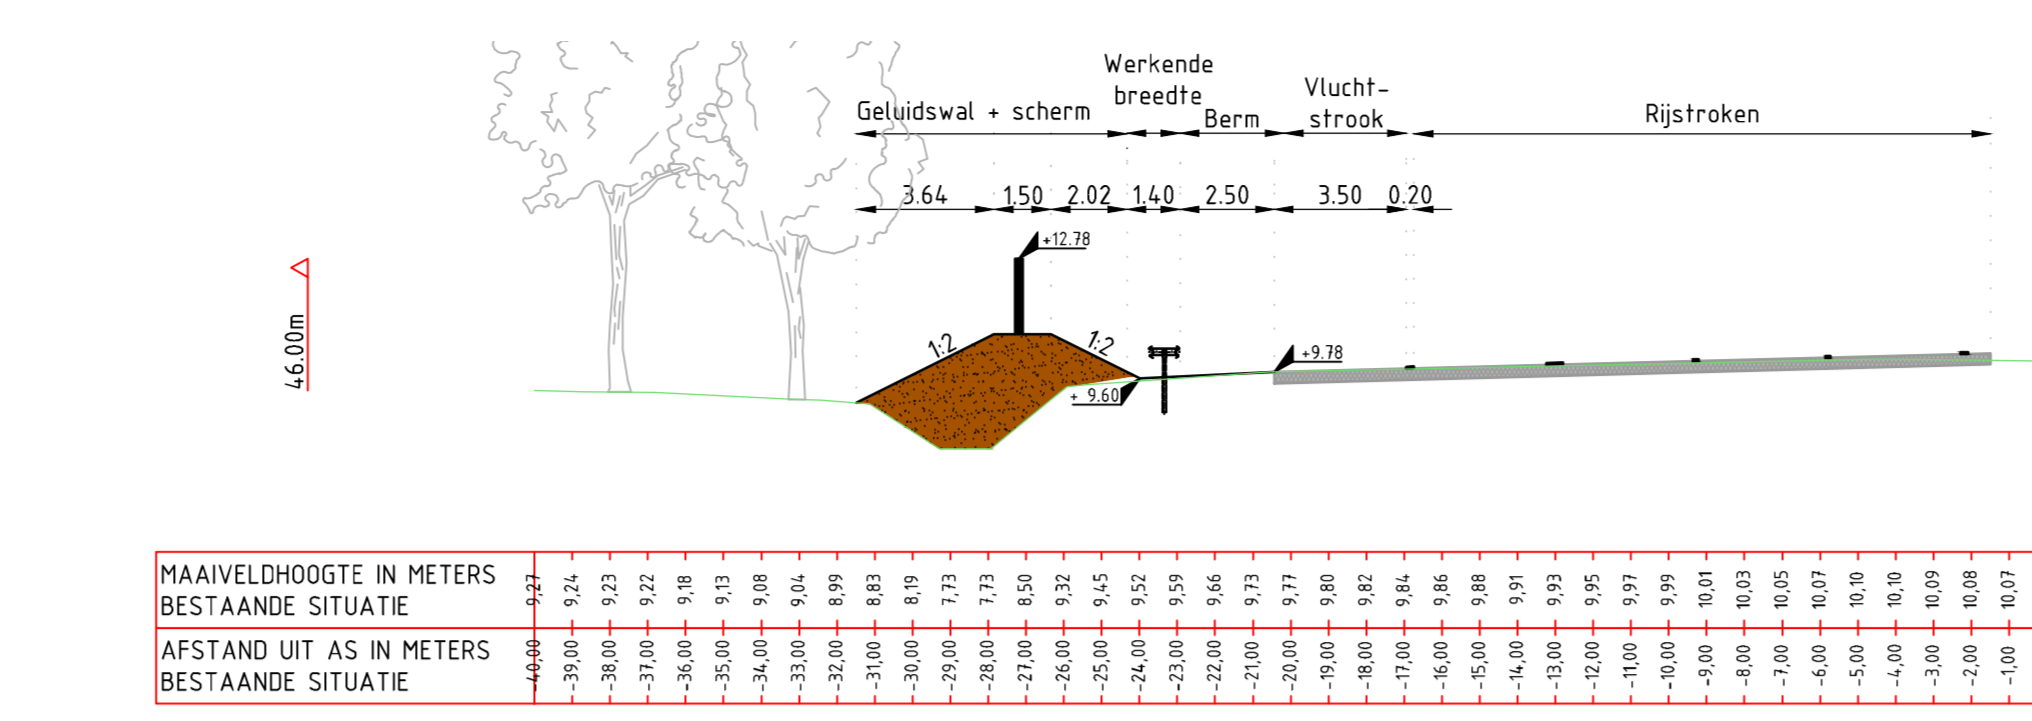 Werkende
breedte
Vlucht-
strook
Geluidswal + scherm
Berm
Rijstroken
3.64 1.50 2.02 1.40 2.50 3.50 0.20
+12.78
1:2
1:2
+9.78
+ 9.60
46.00m
MAAIVELDHOOGTE IN METERS
BESTAANDE SITUATIE
9,27 9,24 9,23 9,22 9,18 9,13 9,08 9,04 8,99 8,83 8,19 7,73 7,73 8,50 9,32 9,45 9,52 9,59 9,66 9,73 9,77 9,80 9,82 9,84 9,86 9,88 9,91 9,93 9,95 9,97 9,99 10,01 10,03 10,05 10,07 10,10 10,10 10,09 10,08 10,07
AFSTAND UIT AS IN METERS
BESTAANDE SITUATIE
-40,00 -39,00 -38,00 -37,00 -36,00 -35,00 -34,00 -33,00 -32,00 -31,00 -30,00 -29,00 -28,00 -27,00 -26,00 -25,00 -24,00 -23,00 -22,00 -21,00 -20,00 -19,00 -18,00 -17,00 -16,00 -15,00 -14,00 -13,00 -12,00 -11,00 -10,00 -9,00 -8,00 -7,00 -6,00 -5,00 -4,00 -3,00 -2,00 -1,00